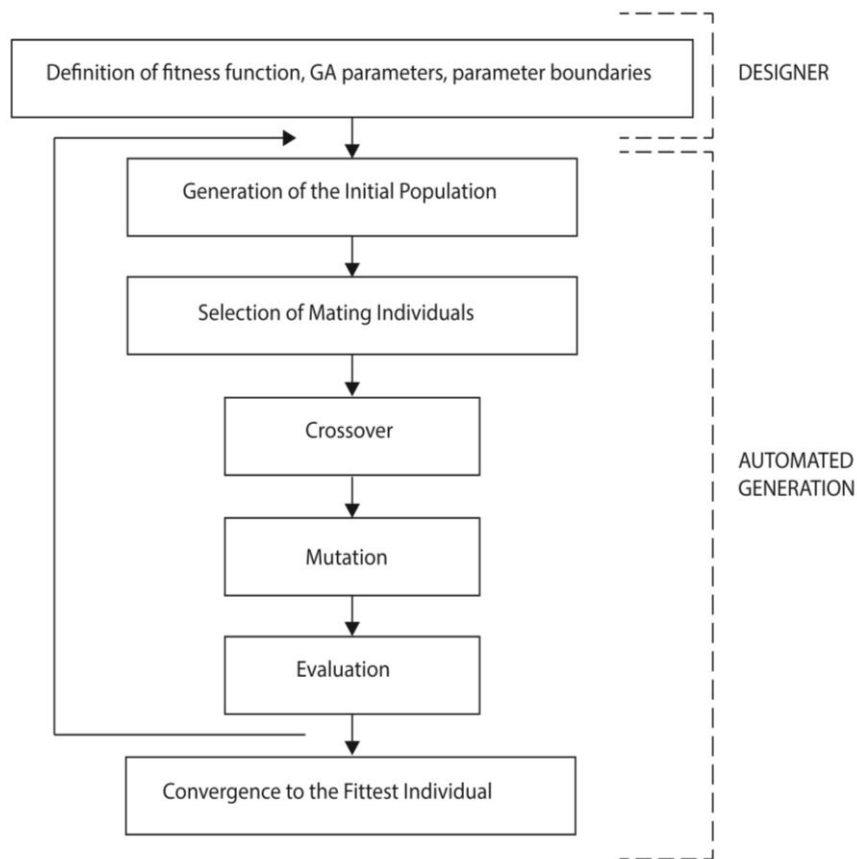 Definition of fitness function, GA parameters, parameter boundaries
DESIGNER
Generation of the Initial Population
Selection of Mating Individuals
Crossover
AUTOMATED
GENERATION
Mutation
Evaluation
Convergence to the Fittest Individual